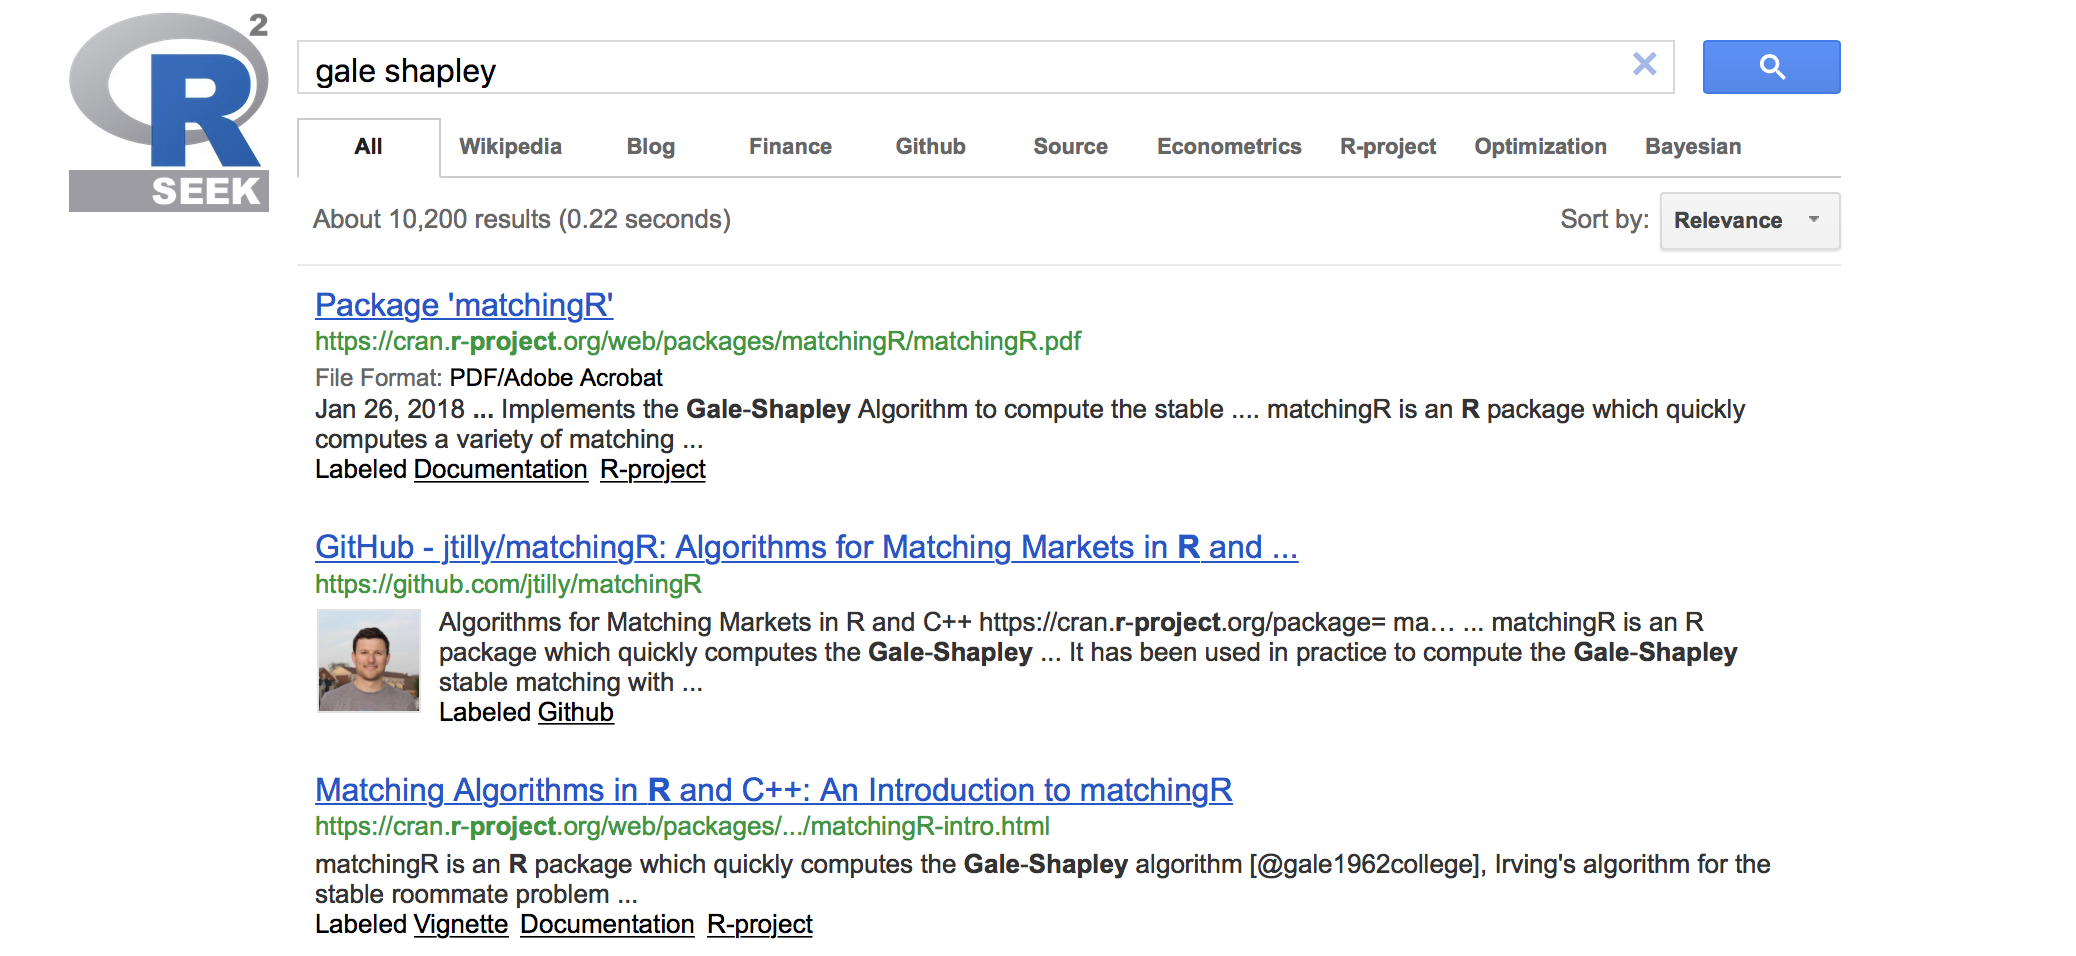 R 2
SEEK
gale shapley
All Wikipedia Blog Finance Github Source Econometrics R-project Optimization Bayesian
About 10,200 results (0.22 seconds)
Sort by: Relevance
Package 'matchingR'
https://cran.r-project.org/web/packages/matchingR/matchingR.pdf
File Format: PDF/Adobe Acrobat
Jan 26, 2018 ... Implements the Gale-Shapley Algorithm to compute the stable .... matchingR is an R package which quickly
computes a variety of matching ...
Labeled Documentation R-project
GitHub - jtilly/matchingR: Algorithms for Matching Markets in R and ...
https://github.com/jtilly/matchingR
Algorithms for Matching Markets in R and C++ https://cran.r-project.org/package= ma… ... matchingR is an R
package which quickly computes the Gale-Shapley ... It has been used in practice to compute the Gale-Shapley
stable matching with ...
Labeled Github
Matching Algorithms in R and C++: An Introduction to matchingR
https://cran.r-project.org/web/packages/.../matchingR-intro.html
matchingR is an R package which quickly computes the Gale-Shapley algorithm [@gale1962college], Irving's algorithm for the
stable roommate problem ...
Labeled Vignette Documentation R-project